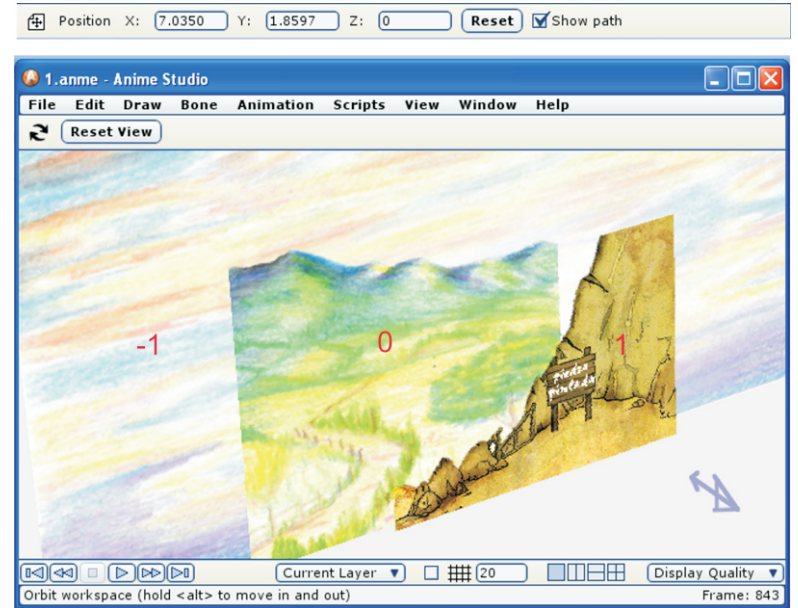 Position X: 7.0350 Y: 1.8597 Z: 0 Reset Show path
1.anme - Anime Studio
File Edit Draw Bone Animation Scripts View Window Help
Reset View
-1 0 1
piedra
pintada
Current Layer 20 Display Quality
Orbit workspace (hold <alt> to move in and out) Frame: 843